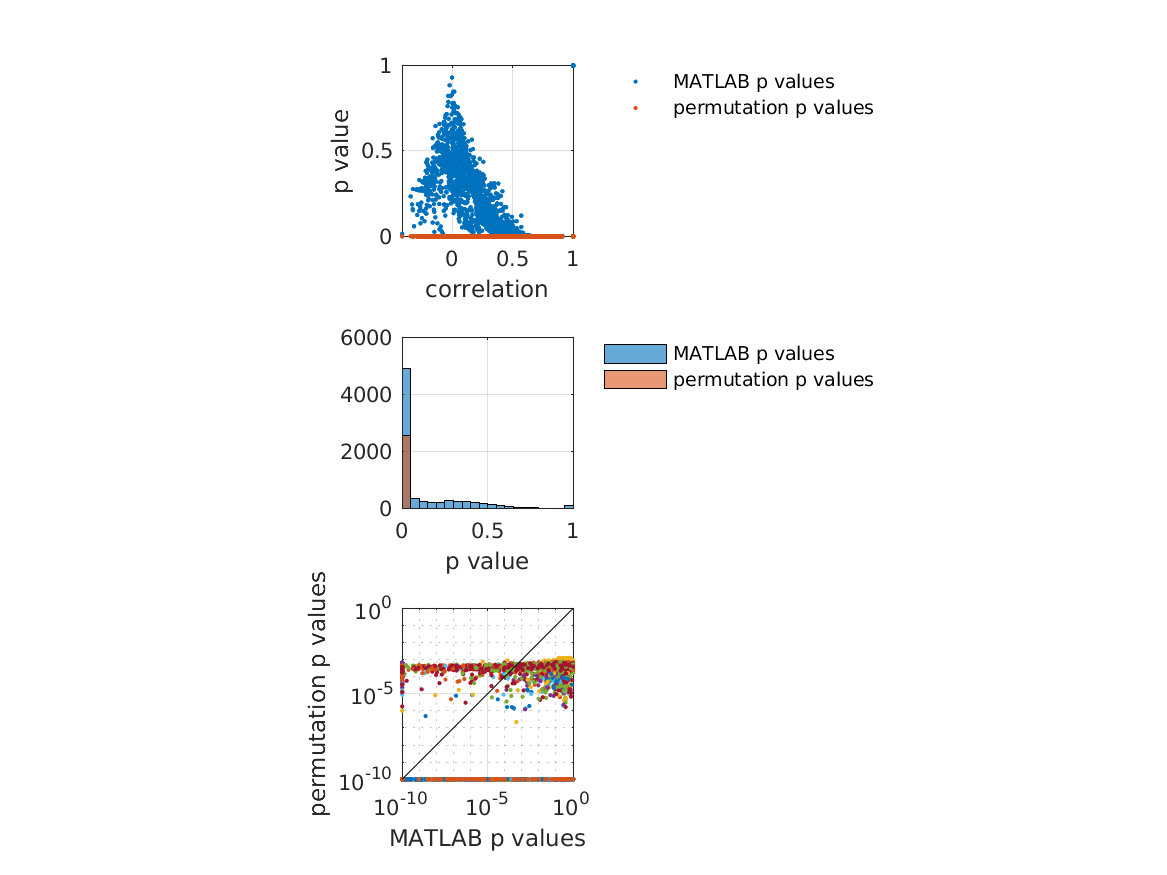 1
0.5
0
p value
0 0.5 1
correlation
MATLAB p values
permutation p values
6000
4000
2000
0
0 0.5 1
p value
MATLAB p values
permutation p values
permutation p values
10^0
10^-5
10^-10
10^-10 10^-5 10^0
MATLAB p values